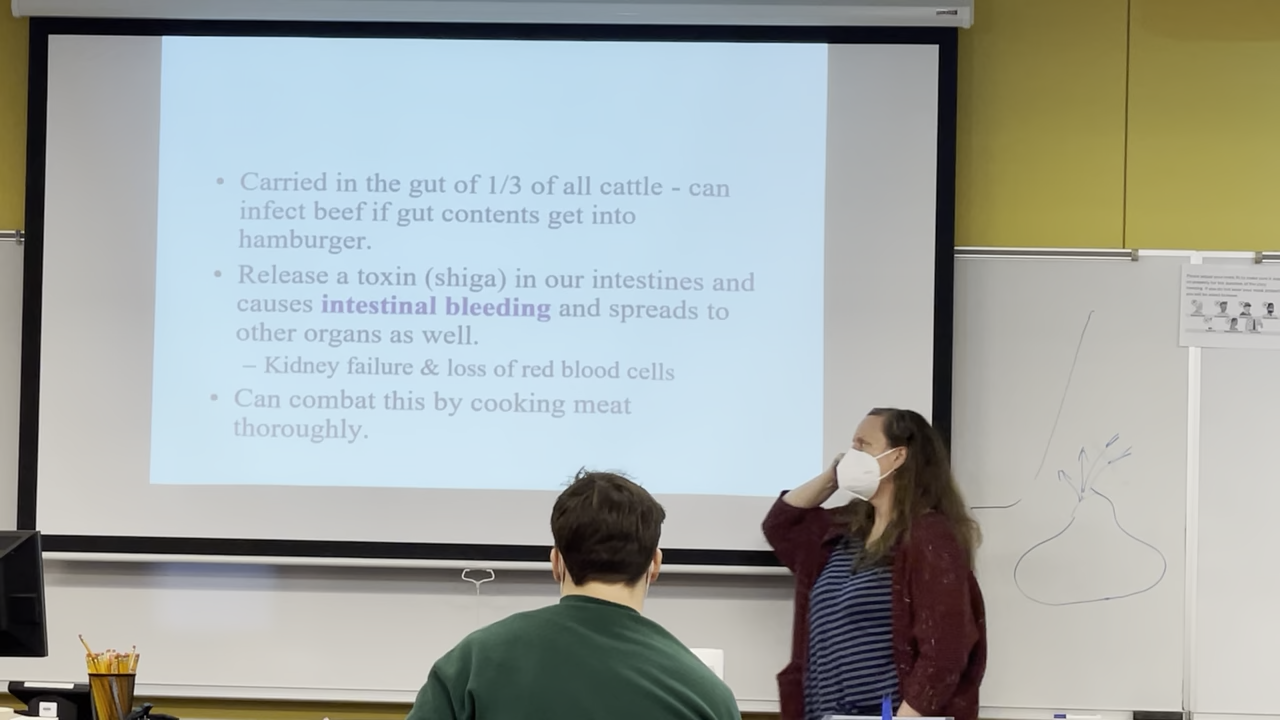 • Carried in the gut of 1/3 of all cattle - can
infect beef if gut contents get into
hamburger.
• Release a toxin (shiga) in our intestines and
causes intestinal bleeding and spreads to
other organs as well.
– Kidney failure & loss of red blood cells
• Can combat this by cooking meat
thoroughly.